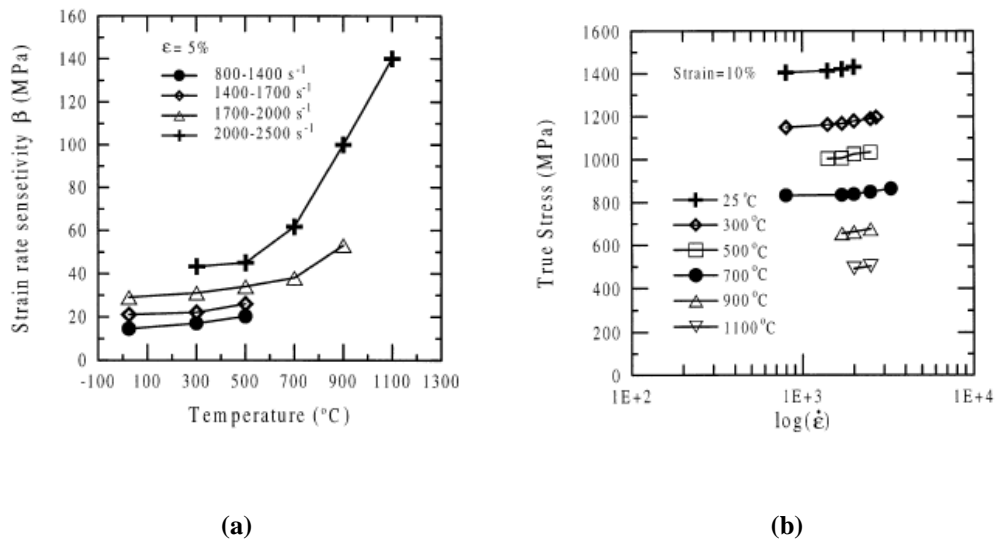 160
140
120
100
80
60
40
20
0
Strain rate sensetivity β (MPa)
ε= 5%
800-1400 s⁻¹
1400-1700 s⁻¹
1700-2000 s⁻¹
2000-2500 s⁻¹
-100 100 300 500 700 900 1100 1300
Temperature (°C)
(a)
1600
1400
1200
1000
800
600
400
200
0
True Stress (MPa)
Strain=10%
25°C
300°C
500°C
700°C
900°C
1100°C
1E+2 1E+3 1E+4
log(ε̇)
(b)